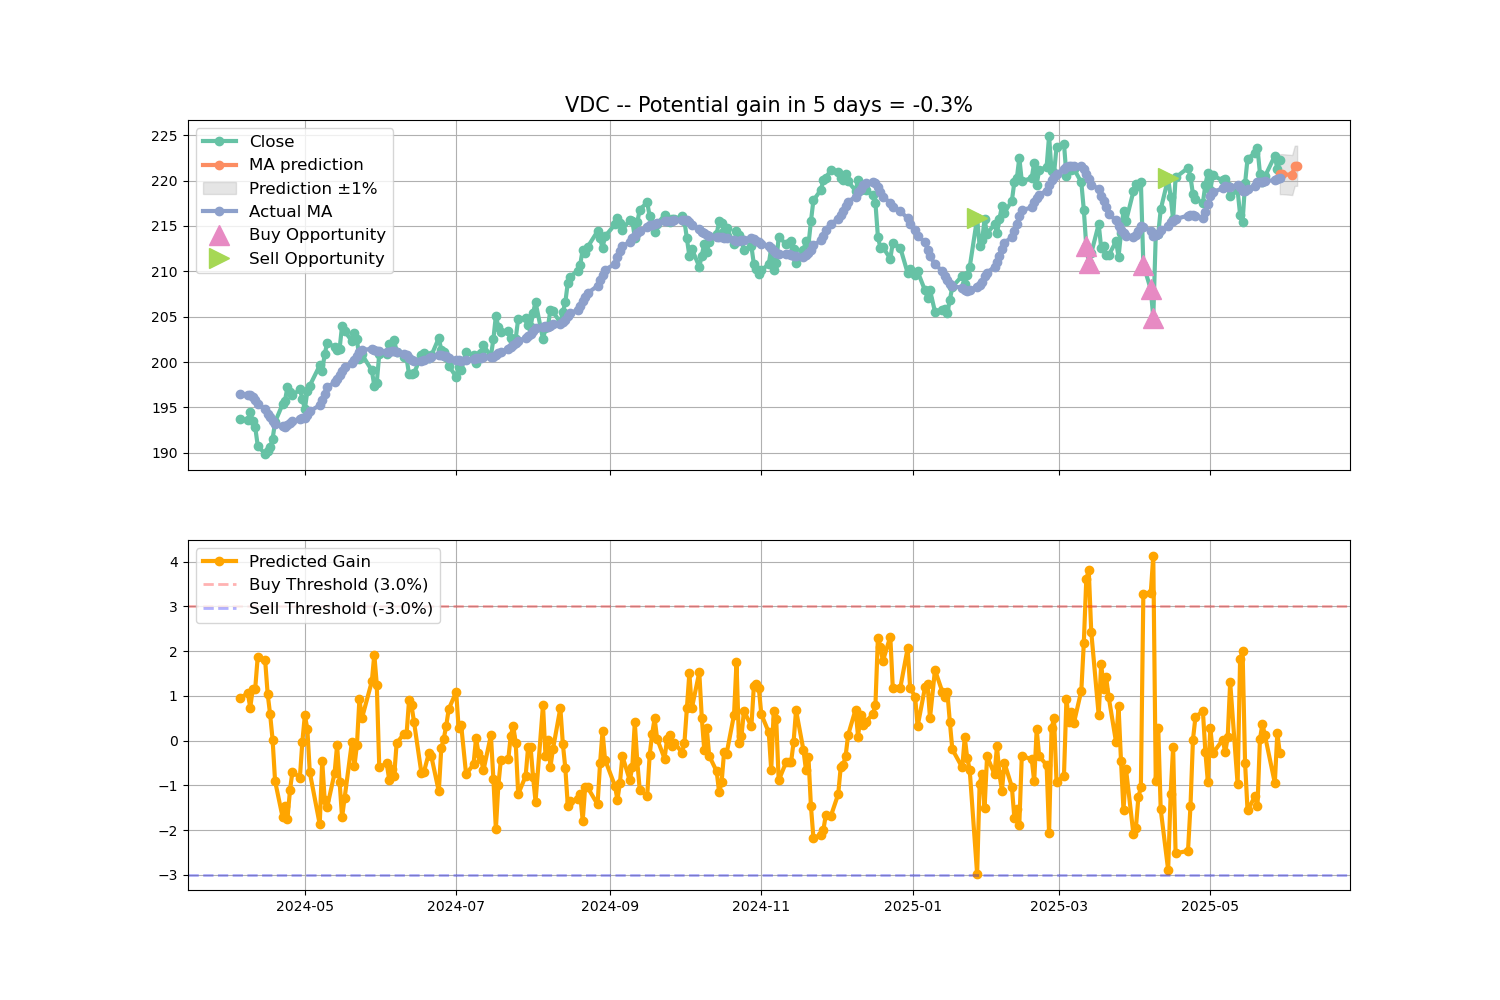 VDC -- Potential gain in 5 days = -0.3%
Close
MA prediction
Prediction ±1%
Actual MA
Buy Opportunity
Sell Opportunity
225
220
215
210
205
200
195
190
Predicted Gain
Buy Threshold (3.0%)
Sell Threshold (-3.0%)
4
3
2
1
0
−1
−2
−3
2024-05 2024-07 2024-09 2024-11 2025-01 2025-03 2025-05